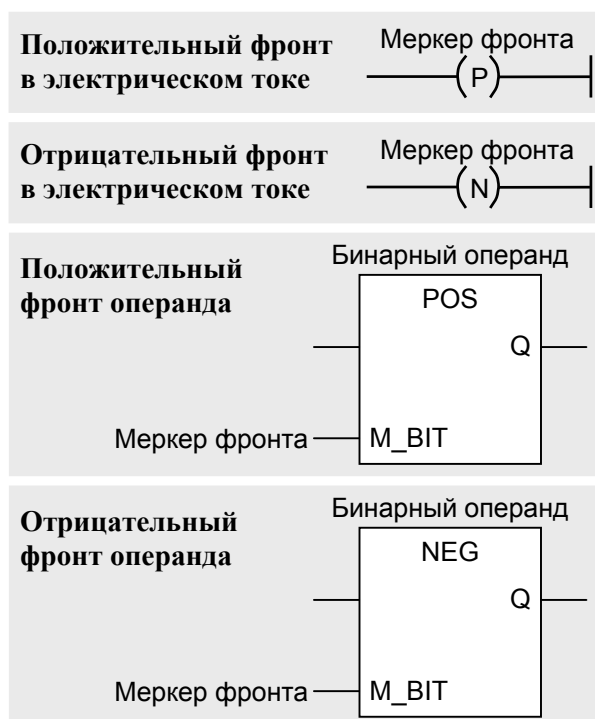 Положительный фронт
в электрическом токе
Меркер фронта
P
Отрицательный фронт
в электрическом токе
Меркер фронта
N
Положительный
фронт операнда
Бинарный операнд
POS
Q
Меркер фронта
M_BIT
Отрицательный
фронт операнда
Бинарный операнд
NEG
Q
Меркер фронта
M_BIT